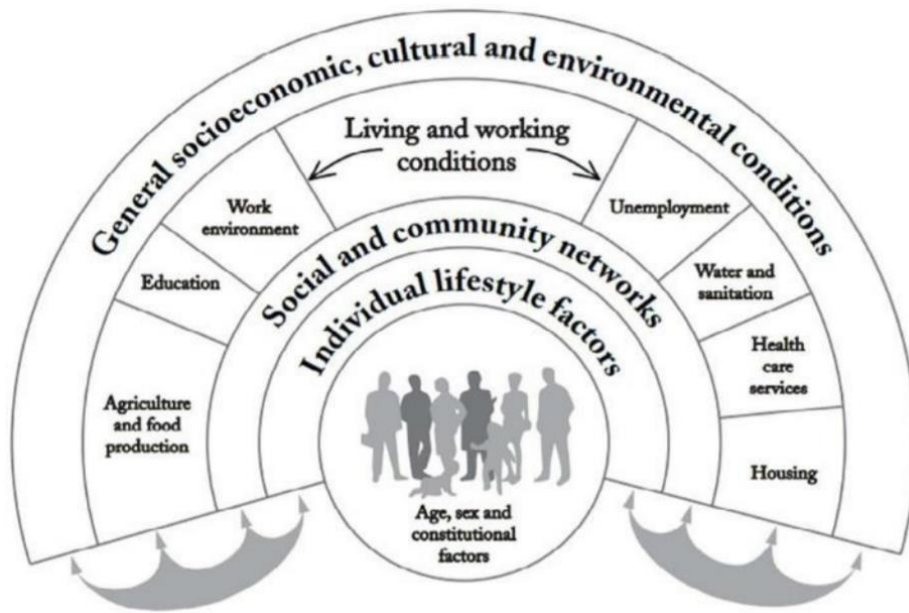 General socioeconomic, cultural and environmental conditions
Living and working
conditions
Work
environment
Education
Agriculture
and food
production
Unemployment
Water and
sanitation
Health
care
services
Housing
Social and community networks
Individual lifestyle factors
Age, sex and
constitutional
factors